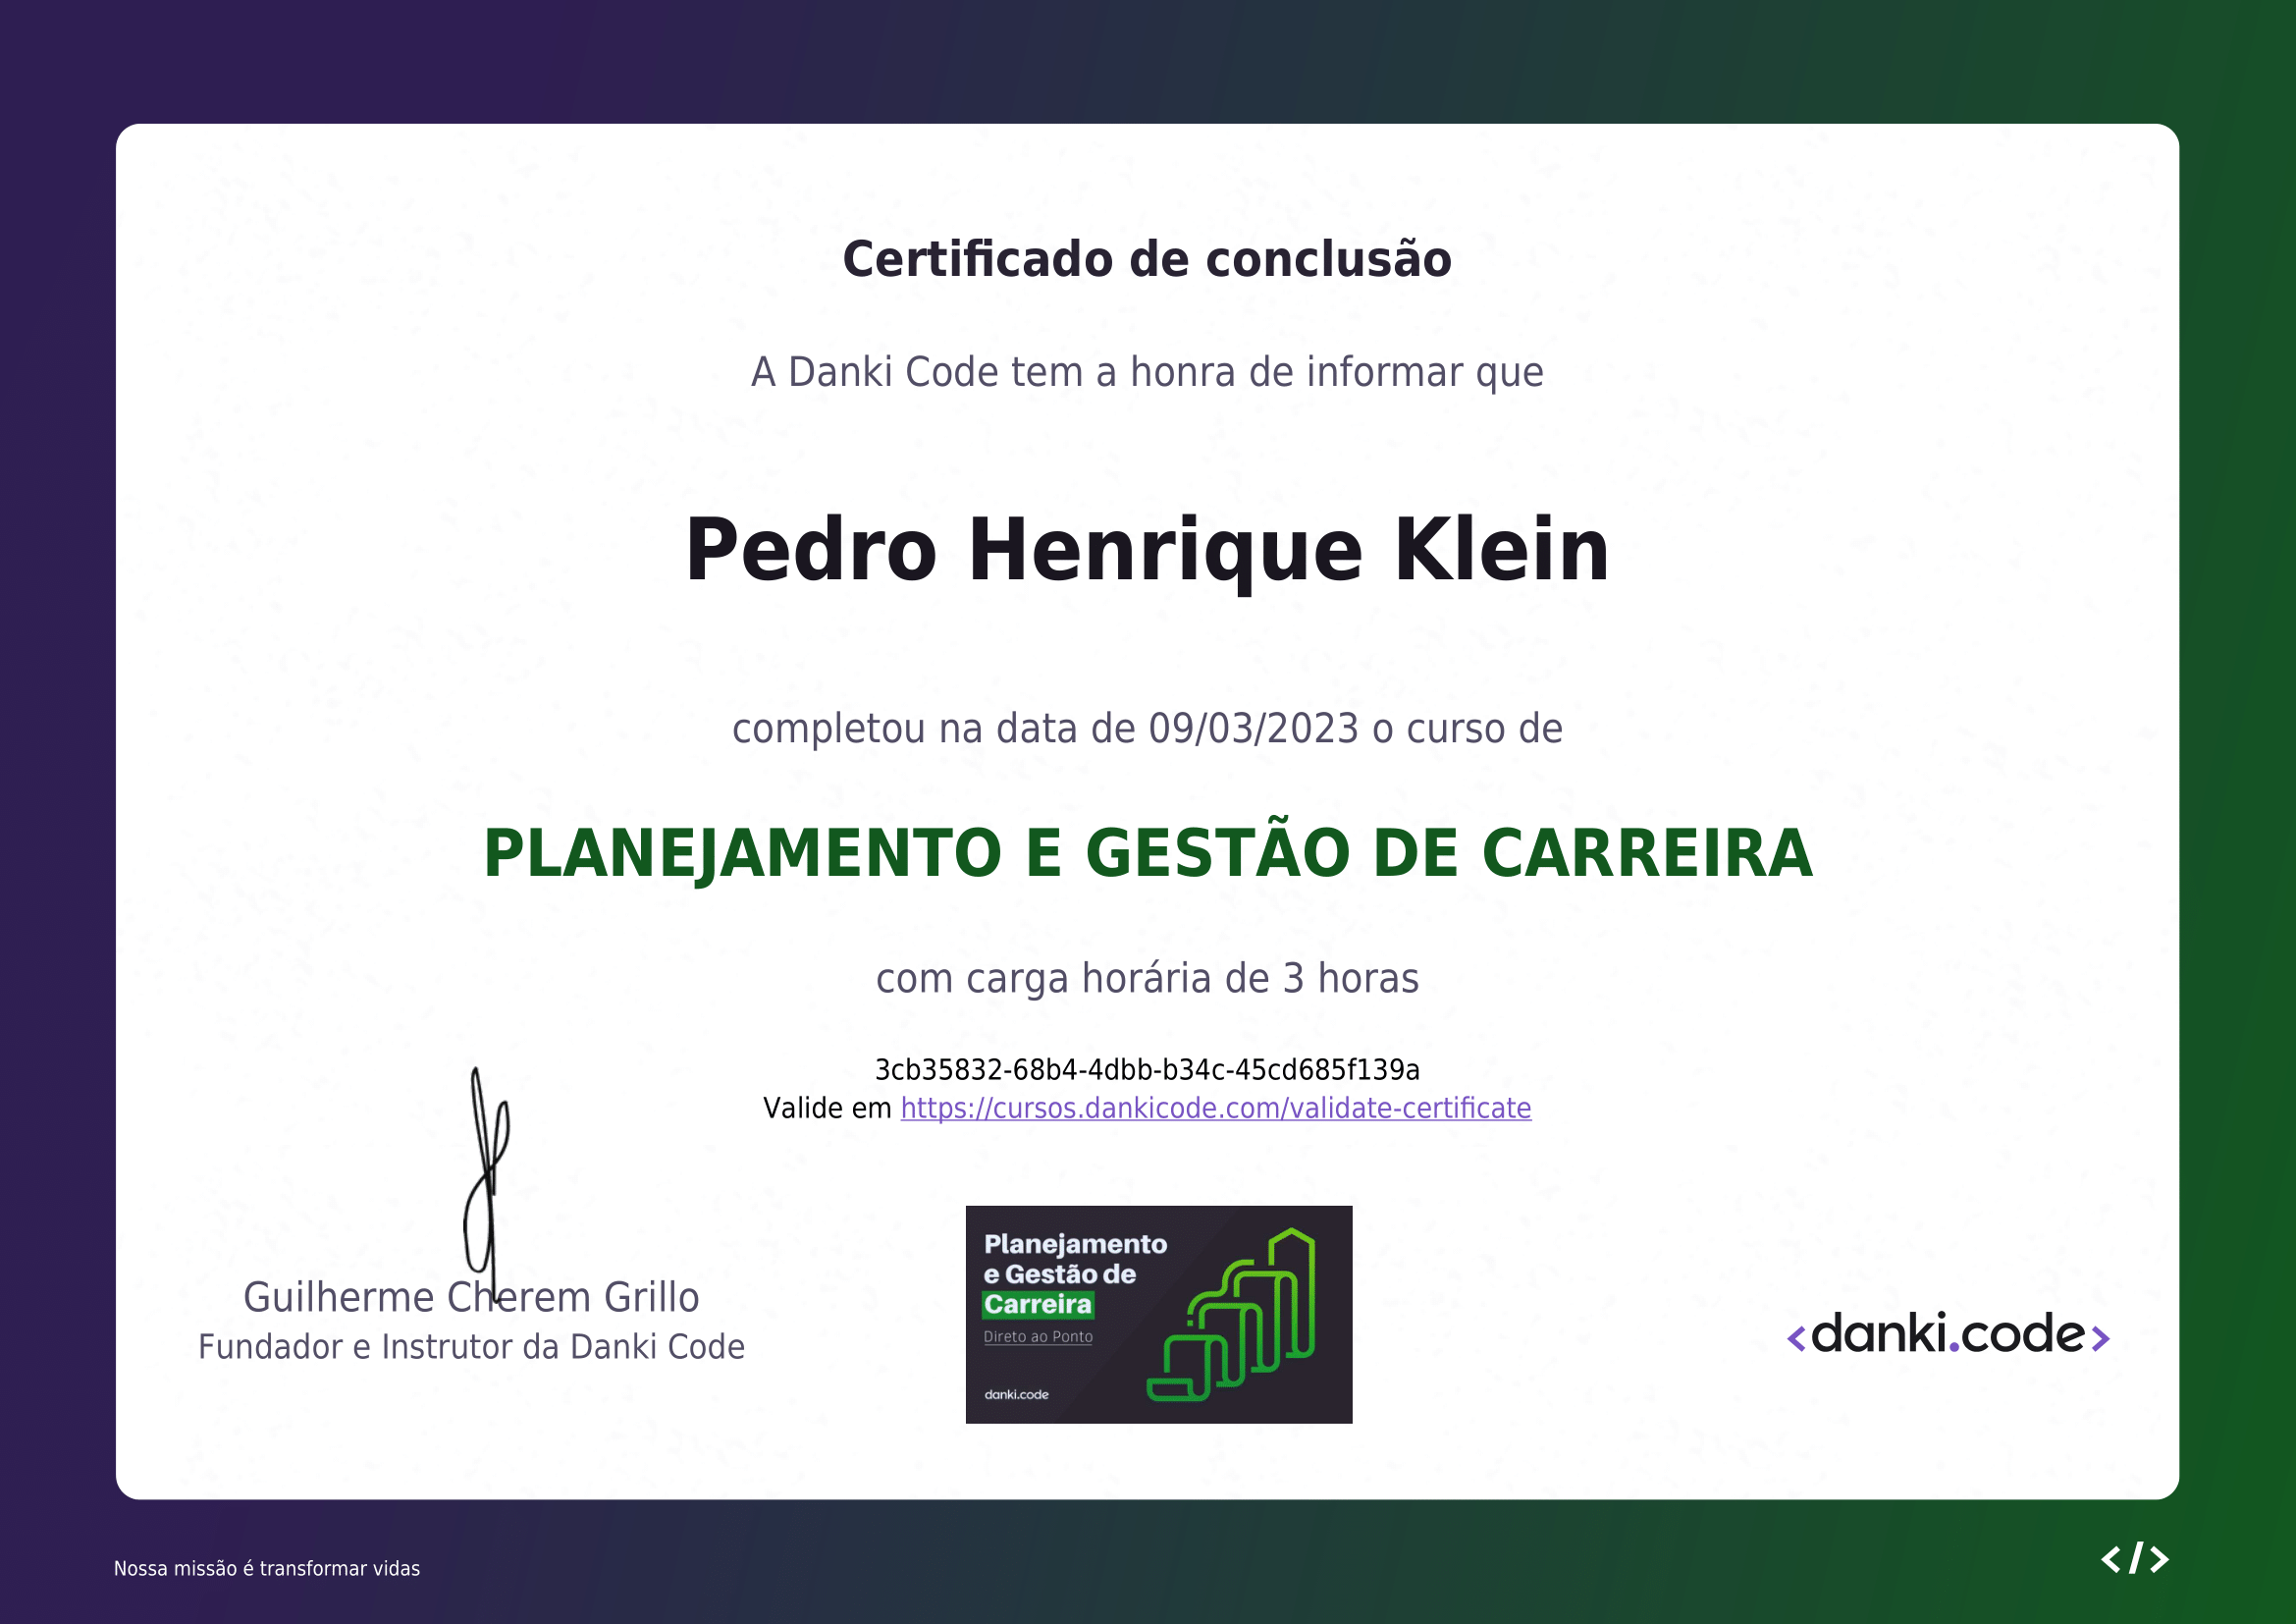 Certificado de conclusão
A Danki Code tem a honra de informar que
Pedro Henrique Klein
completou na data de 09/03/2023 o curso de
PLANEJAMENTO E GESTÃO DE CARREIRA
com carga horária de 3 horas
3cb35832-68b4-4dbb-b34c-45cd685f139a
Valide em https://cursos.dankicode.com/validate-certificate
Guilherme Cherem Grillo
Fundador e Instrutor da Danki Code
Planejamento
e Gestão de
Carreira
Direto ao Ponto
danki.code
<danki.code>
Nossa missão é transformar vidas
</>